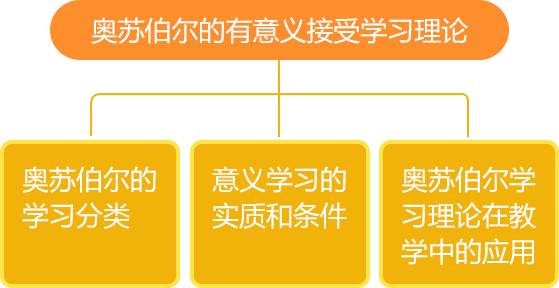 奥苏伯尔的有意义接受学习理论
奥苏伯尔的
学习分类
意义学习的
实质和条件
奥苏伯尔学
习理论在教
学中的应用